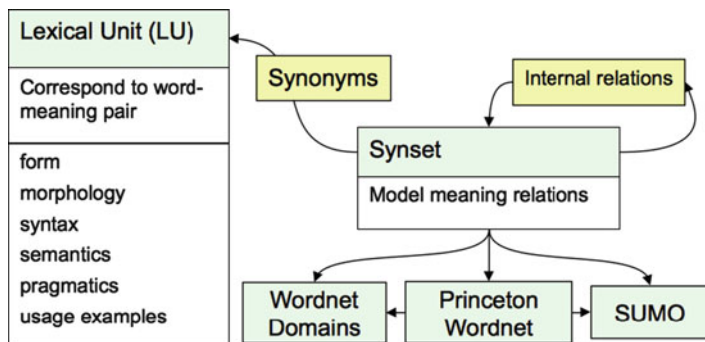 Lexical Unit (LU)
Correspond to word-
meaning pair
form
morphology
syntax
semantics
pragmatics
usage examples
Synonyms
Internal relations
Synset
Model meaning relations
Wordnet
Domains
Princeton
Wordnet
SUMO